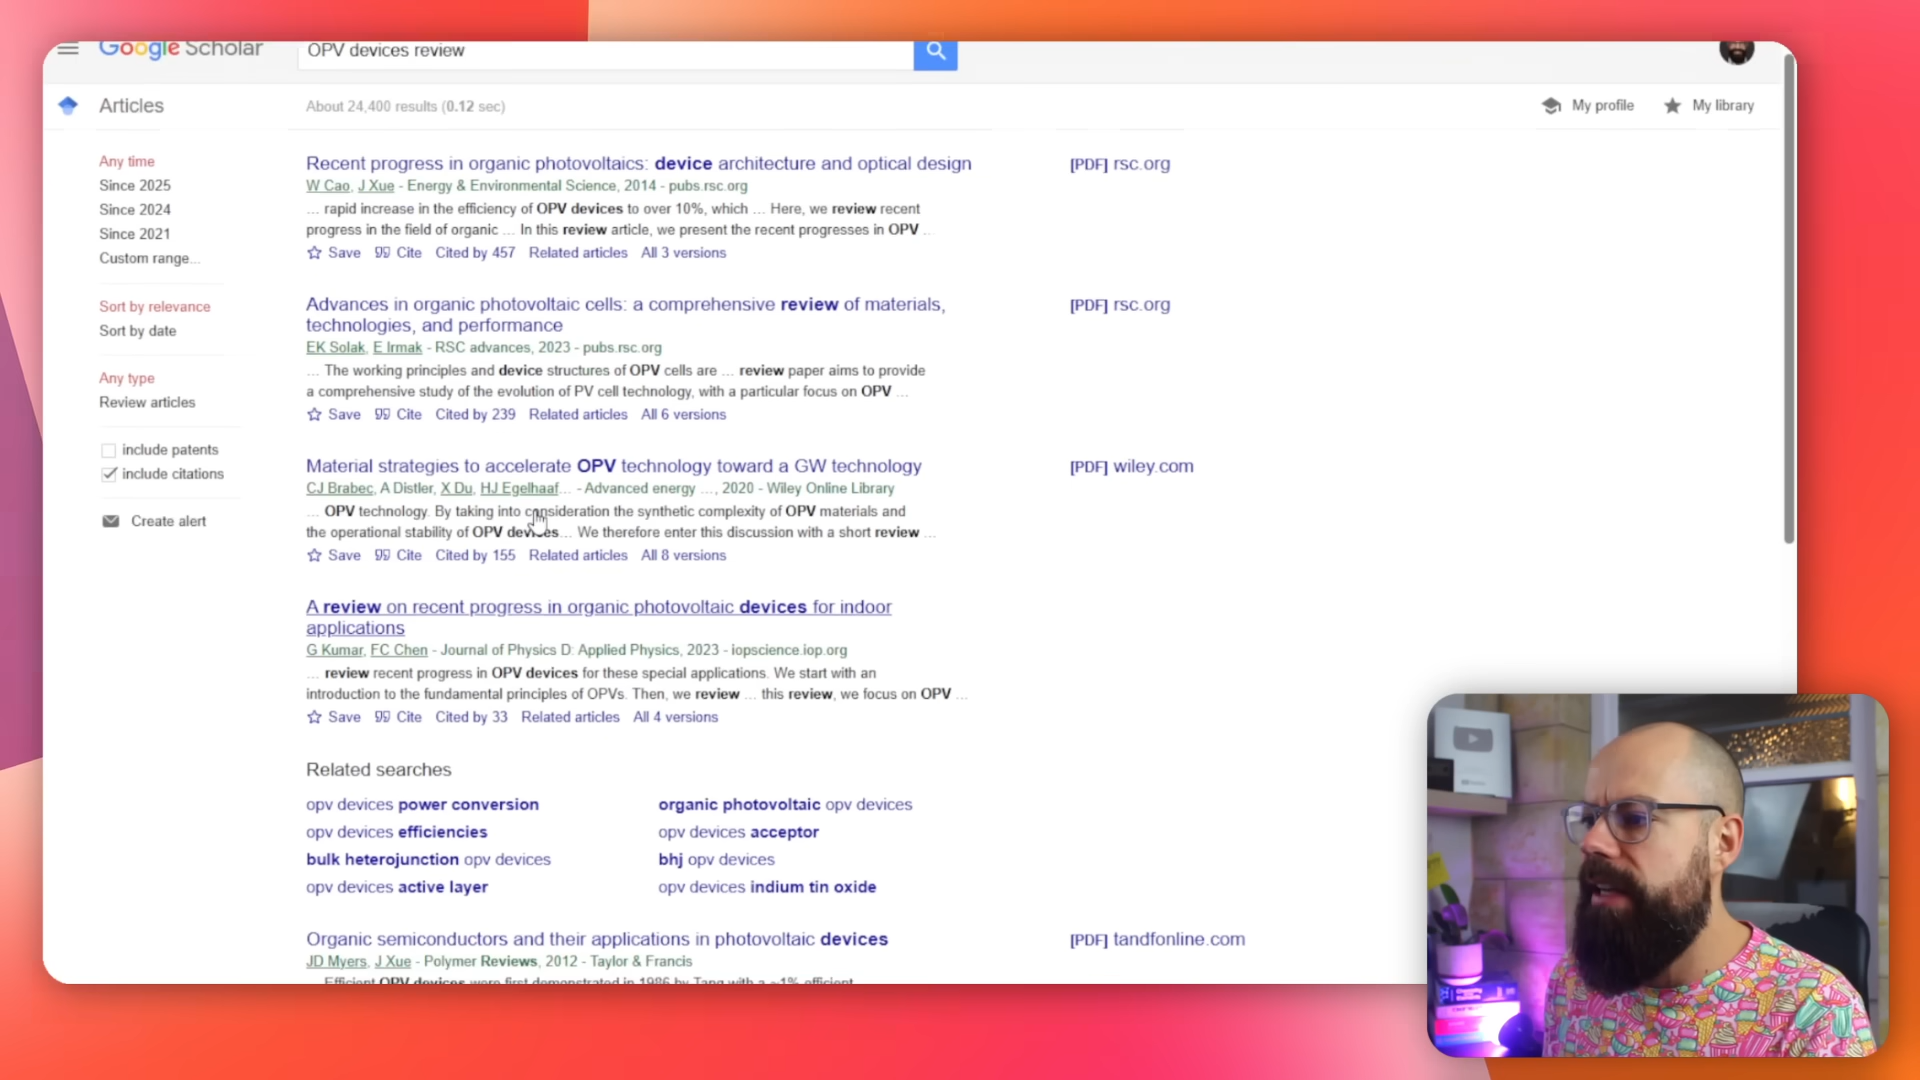 Google Scholar
OPV devices review
Articles
About 24,400 results (0.12 sec)
My profile
My library
Any time
Since 2025
Since 2024
Since 2021
Custom range...
Sort by relevance
Sort by date
Any type
Review articles
include patents
include citations
Create alert
Recent progress in organic photovoltaics: device architecture and optical design
[PDF] rsc.org
W Cao, J Xue - Energy & Environmental Science, 2014 - pubs.rsc.org
... rapid increase in the efficiency of OPV devices to over 10%, which ... Here, we review recent
progress in the field of organic ... In this review article, we present the recent progresses in OPV ...
Save Cite Cited by 457 Related articles All 3 versions
Advances in organic photovoltaic cells: a comprehensive review of materials,
technologies, and performance
[PDF] rsc.org
EK Solak, E Irmak - RSC advances, 2023 - pubs.rsc.org
... The working principles and device structures of OPV cells are ... review paper aims to provide
a comprehensive study of the evolution of PV cell technology, with a particular focus on OPV ...
Save Cite Cited by 239 Related articles All 6 versions
Material strategies to accelerate OPV technology toward a GW technology
[PDF] wiley.com
CJ Brabec, A Distler, X Du, HJ Egelhaaf... - Advanced energy ..., 2020 - Wiley Online Library
... OPV technology. By taking into consideration the synthetic complexity of OPV materials and
the operational stability of OPV devices... We therefore enter this discussion with a short review ...
Save Cite Cited by 155 Related articles All 8 versions
A review on recent progress in organic photovoltaic devices for indoor
applications
G Kumar, FC Chen - Journal of Physics D: Applied Physics, 2023 - iopscience.iop.org
... review recent progress in OPV devices for these special applications. We start with an
introduction to the fundamental principles of OPVs. Then, we review ... this review, we focus on OPV ...
Save Cite Cited by 33 Related articles All 4 versions
Related searches
opv devices power conversion
organic photovoltaic opv devices
opv devices efficiencies
opv devices acceptor
bulk heterojunction opv devices
bhj opv devices
opv devices active layer
opv devices indium tin oxide
Organic semiconductors and their applications in photovoltaic devices
[PDF] tandfonline.com
JD Myers, J Xue - Polymer Reviews, 2012 - Taylor & Francis
Efficient OPV devices were first demonstrated in 1986 by Tang with a ~1% efficient